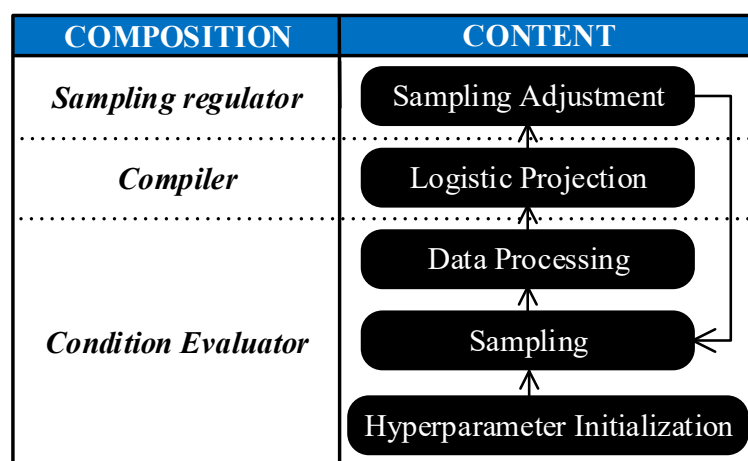 COMPOSITION
CONTENT
Sampling regulator
Sampling Adjustment
Compiler
Logistic Projection
Data Processing
Condition Evaluator
Sampling
Hyperparameter Initialization